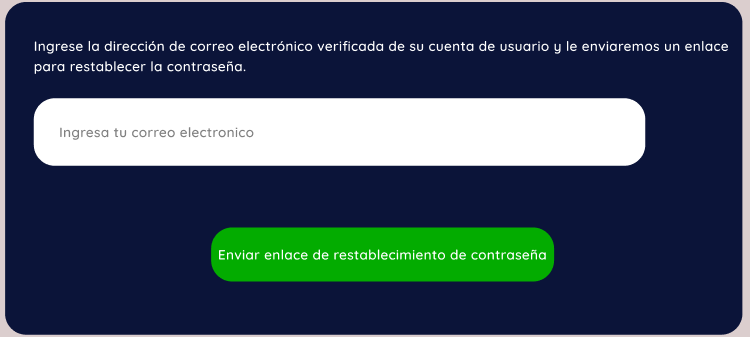 Ingrese la dirección de correo electrónico verificada de su cuenta de usuario y le enviaremos un enlace
para restablecer la contraseña.
Ingresa tu correo electronico
Enviar enlace de restablecimiento de contraseña